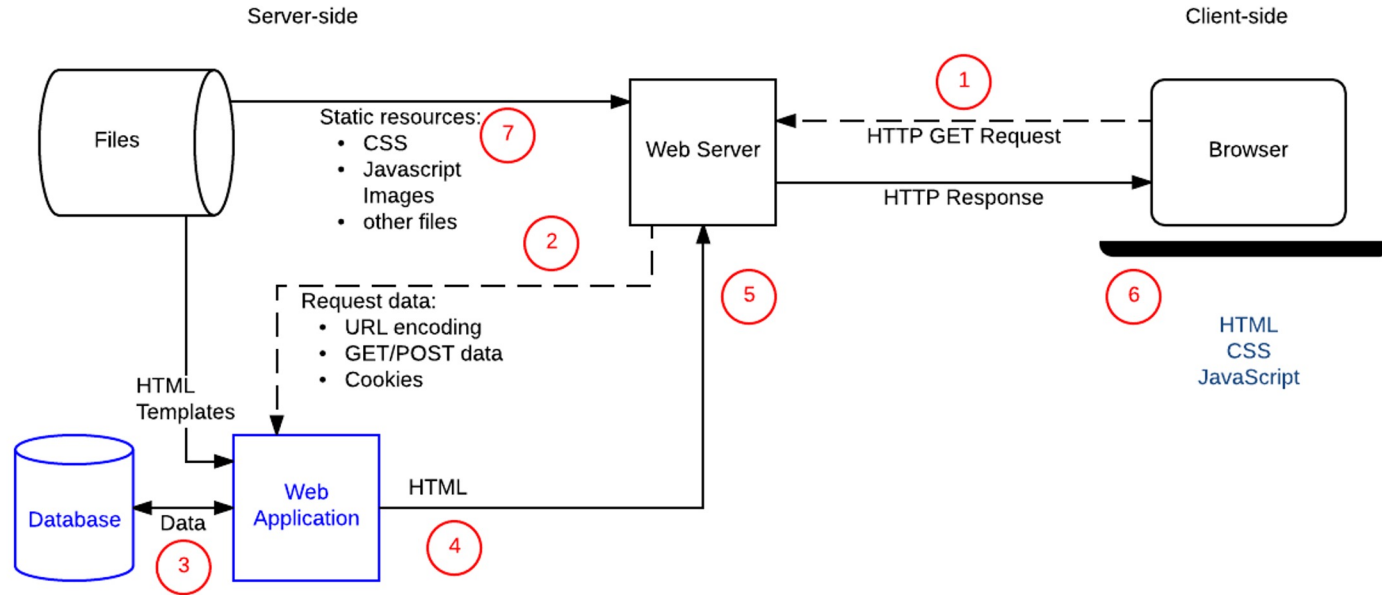 Server-side
Client-side
Files
Static resources:
• CSS
• Javascript
Images
• other files
7
Web Server
1
HTTP GET Request
HTTP Response
Browser
2
Request data:
• URL encoding
• GET/POST data
• Cookies
5
6
HTML
CSS
JavaScript
HTML
Templates
Database
Data
3
Web
Application
HTML
4